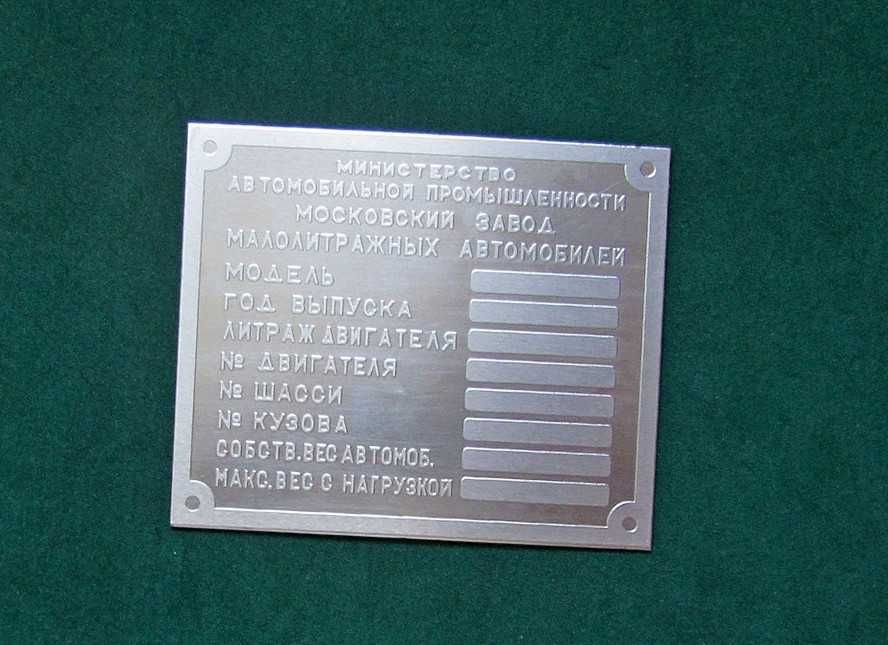 МИНИСТЕРСТВО
АВТОМОБИЛЬНОЙ ПРОМЫШЛЕННОСТИ
МОСКОВСКИЙ ЗАВОД
МАЛОЛИТРАЖНЫХ АВТОМОБИЛЕЙ
МОДЕЛЬ
ГОД ВЫПУСКА
ЛИТРАЖ ДВИГАТЕЛЯ
№ ДВИГАТЕЛЯ
№ ШАССИ
№ КУЗОВА
СОБСТВ.ВЕС АВТОМОБ.
МАКС.ВЕС С НАГРУЗКОЙ